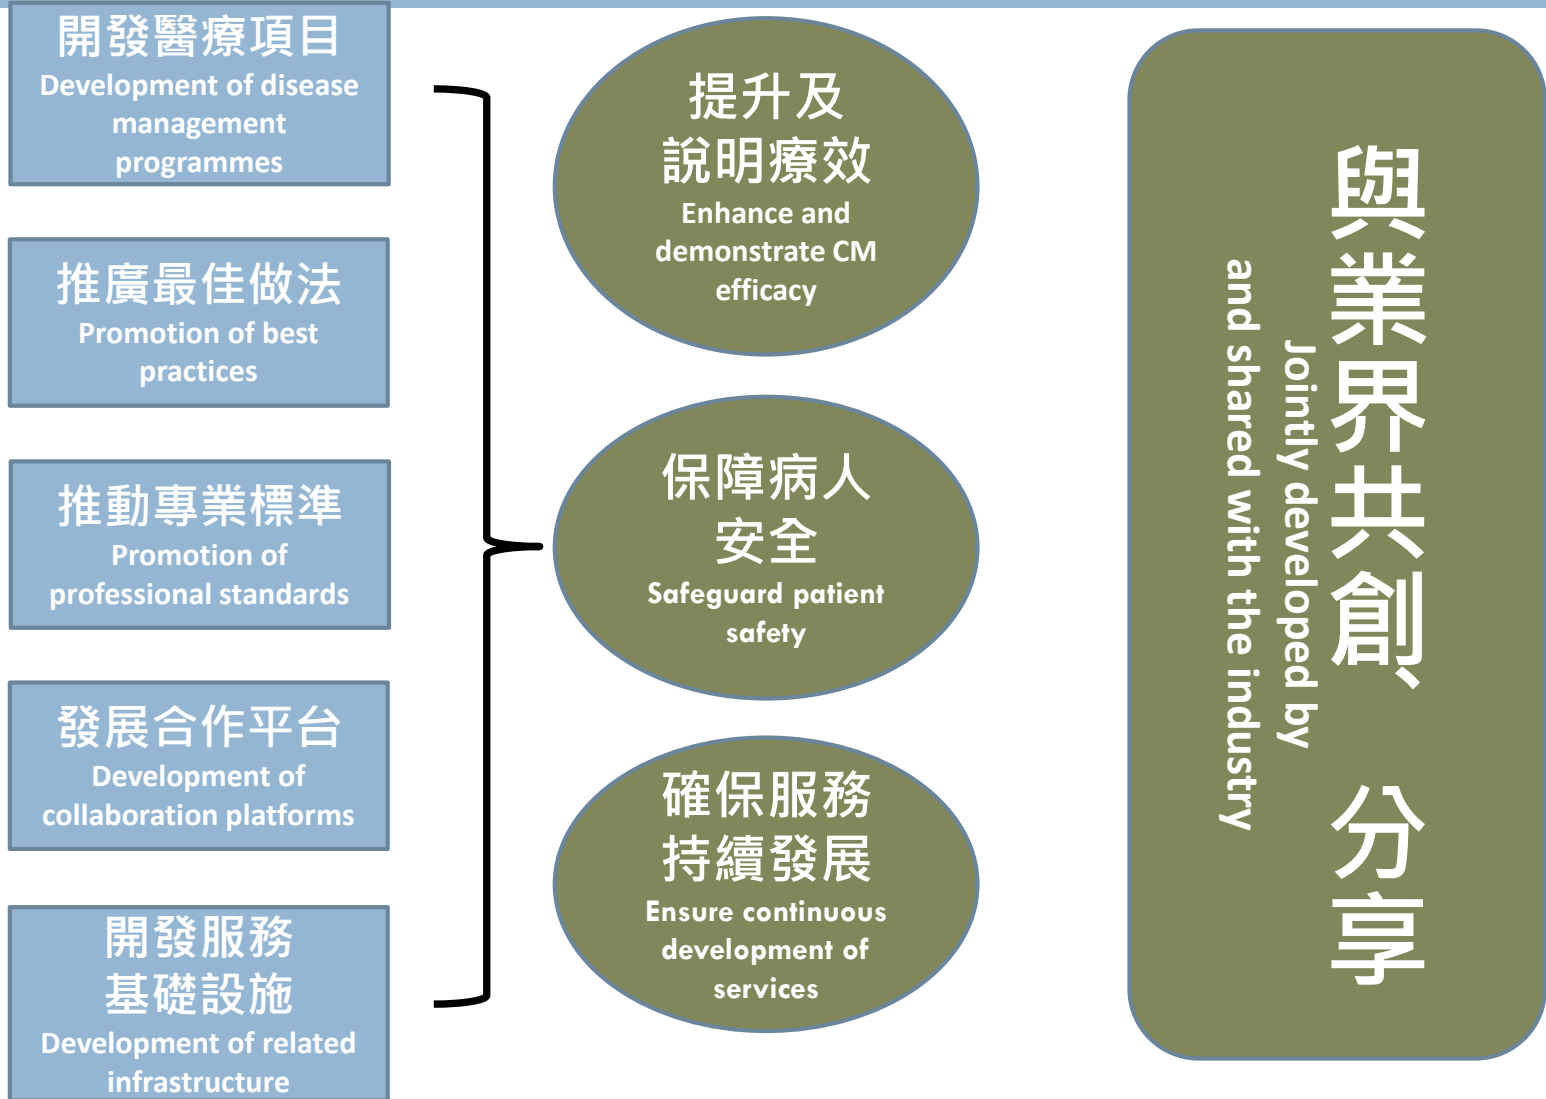 開發醫療項目
Development of disease
management
programmes
推廣最佳做法
Promotion of best
practices
推動專業標準
Promotion of
professional standards
發展合作平台
Development of
collaboration platforms
開發服務
基礎設施
Development of related
infrastructure
提升及
說明療效
Enhance and
demonstrate CM
efficacy
保障病人
安全
Safeguard patient
safety
確保服務
持續發展
Ensure continuous
development of
services
與業界共創、分享
Jointly developed by
and shared with the industry